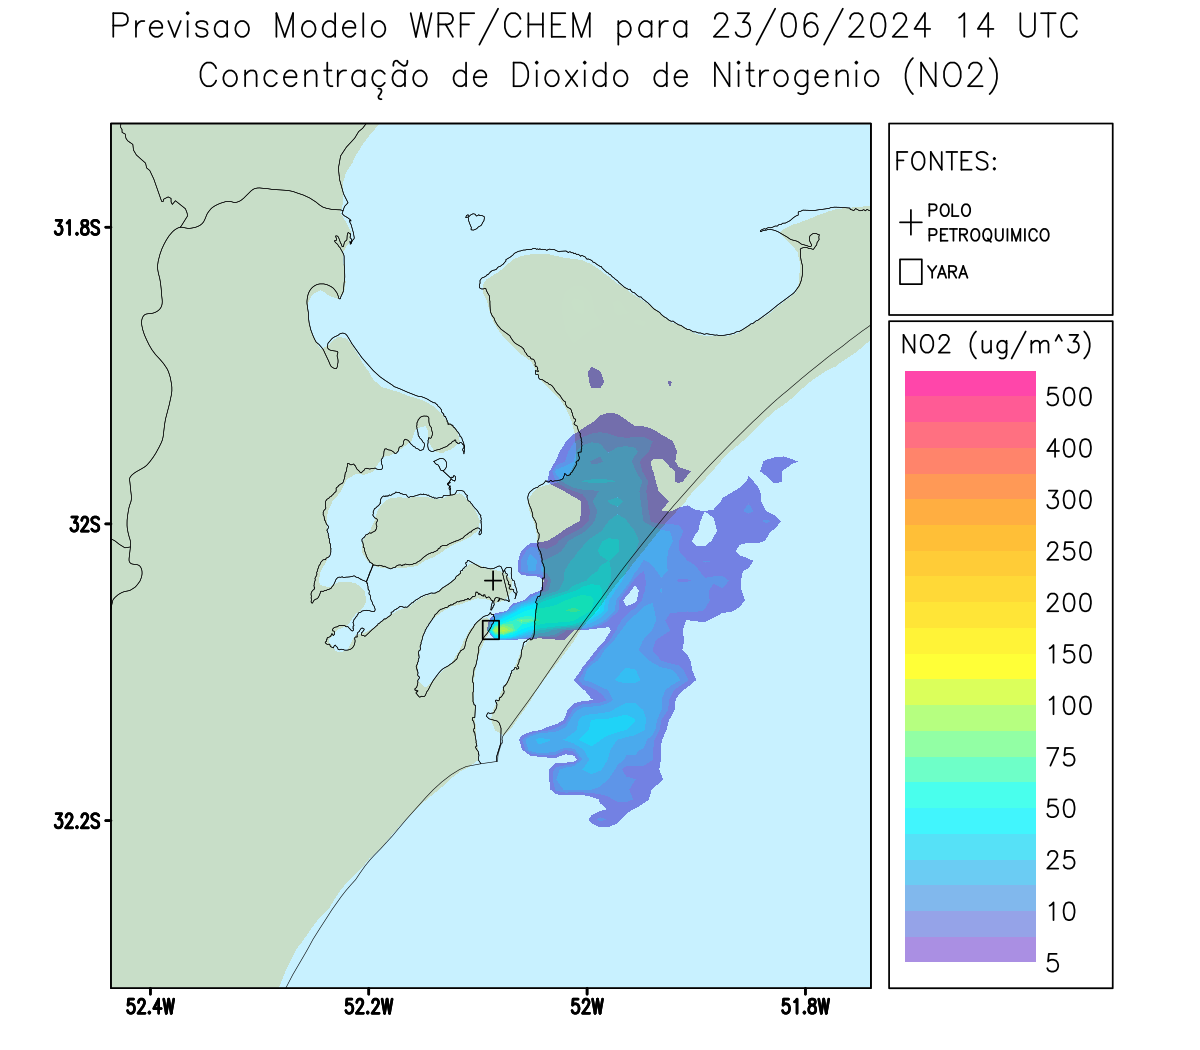 Previsao Modelo WRF/CHEM para 23/06/2024 14 UTC
Concentração de Dioxido de Nitrogenio (NO2)
FONTES:
POLO
PETROQUIMICO
YARA
NO2 (ug/m^3)
500
400
300
250
200
150
100
75
50
25
10
5
31.8S
32S
32.2S
52.4W
52.2W
52W
51.8W